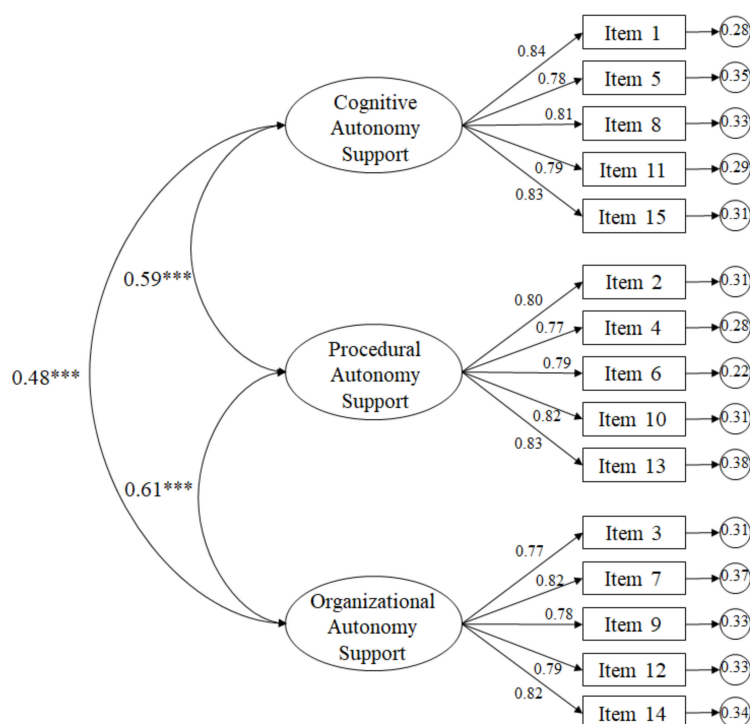 Cognitive
Autonomy
Support
0.84
0.78
0.81
0.79
0.83
Item 1
0.28
Item 5
0.35
Item 8
0.33
Item 11
0.29
Item 15
0.31
0.59***
Procedural
Autonomy
Support
0.80
0.77
0.79
0.82
0.83
Item 2
0.31
Item 4
0.28
Item 6
0.22
Item 10
0.31
Item 13
0.38
0.48***
0.61***
Organizational
Autonomy
Support
0.77
0.82
0.78
0.79
0.82
Item 3
0.31
Item 7
0.37
Item 9
0.33
Item 12
0.33
Item 14
0.34